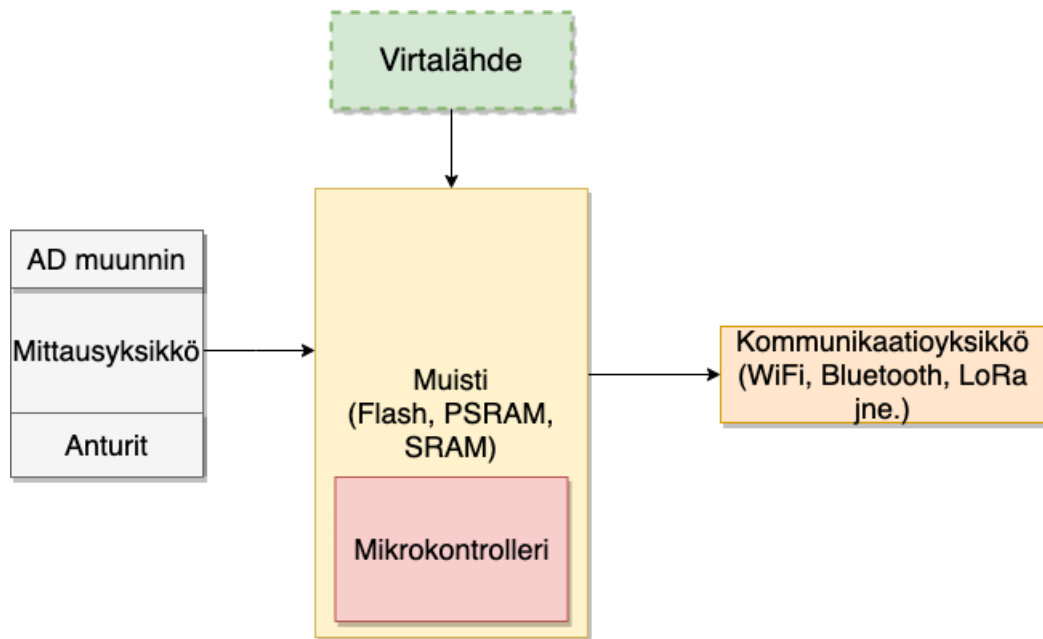 Virtalähde
AD muunnin
Mittausyksikkö
Anturit
Muisti
(Flash, PSRAM,
SRAM)
Mikrokontrolleri
Kommunikaatioyksikkö
(WiFi, Bluetooth, LoRa
jne.)